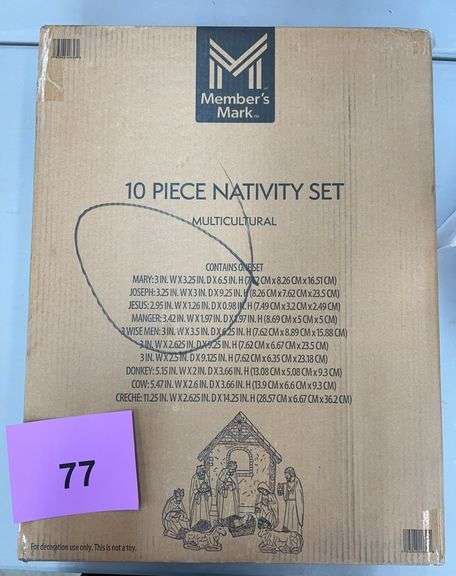 Member's
Mark™
10 PIECE NATIVITY SET
MULTICULTURAL
CONTAINS ONE SET
MARY: 3 IN. W X 3.25 IN. D X 6.5 IN. H (7.62 CM x 8.26 CM x 16.51 CM)
JOSEPH: 3.25 IN. W X 3 IN. D X 9.25 IN. H (8.26 CM x 7.62 CM x 23.5 CM)
JESUS: 2.95 IN. W X 1.26 IN. D X 0.98 IN. H (7.49 CM x 3.2 CM x 2.49 CM)
MANGER: 3.42 IN. W X 1.97 IN. D X 1.97 IN. H (8.69 CM x 5 CM x 5 CM)
3 WISE MEN: 3 IN. W X 3.5 IN. D X 6.25 IN. H (7.62 CM x 8.89 CM x 15.88 CM)
3 IN. W X 2.625 IN. D X 9.25 IN. H (7.62 CM x 6.67 CM x 23.5 CM)
3 IN. W X 2.5 IN. D X 9.125 IN. H (7.62 CM x 6.35 CM x 23.18 CM)
DONKEY: 5.15 IN. W X 2 IN. D X 3.66 IN. H (13.08 CM x 5.08 CM x 9.3 CM)
COW: 5.47 IN. W X 2.6 IN. D X 3.66 IN. H (13.9 CM x 6.6 CM x 9.3 CM)
CRECHE: 11.25 IN. W X 2.625 IN. D X 14.25 IN. H (28.57 CM x 6.67 CM x 36.2 CM)
77
For decoration use only. This is not a toy.